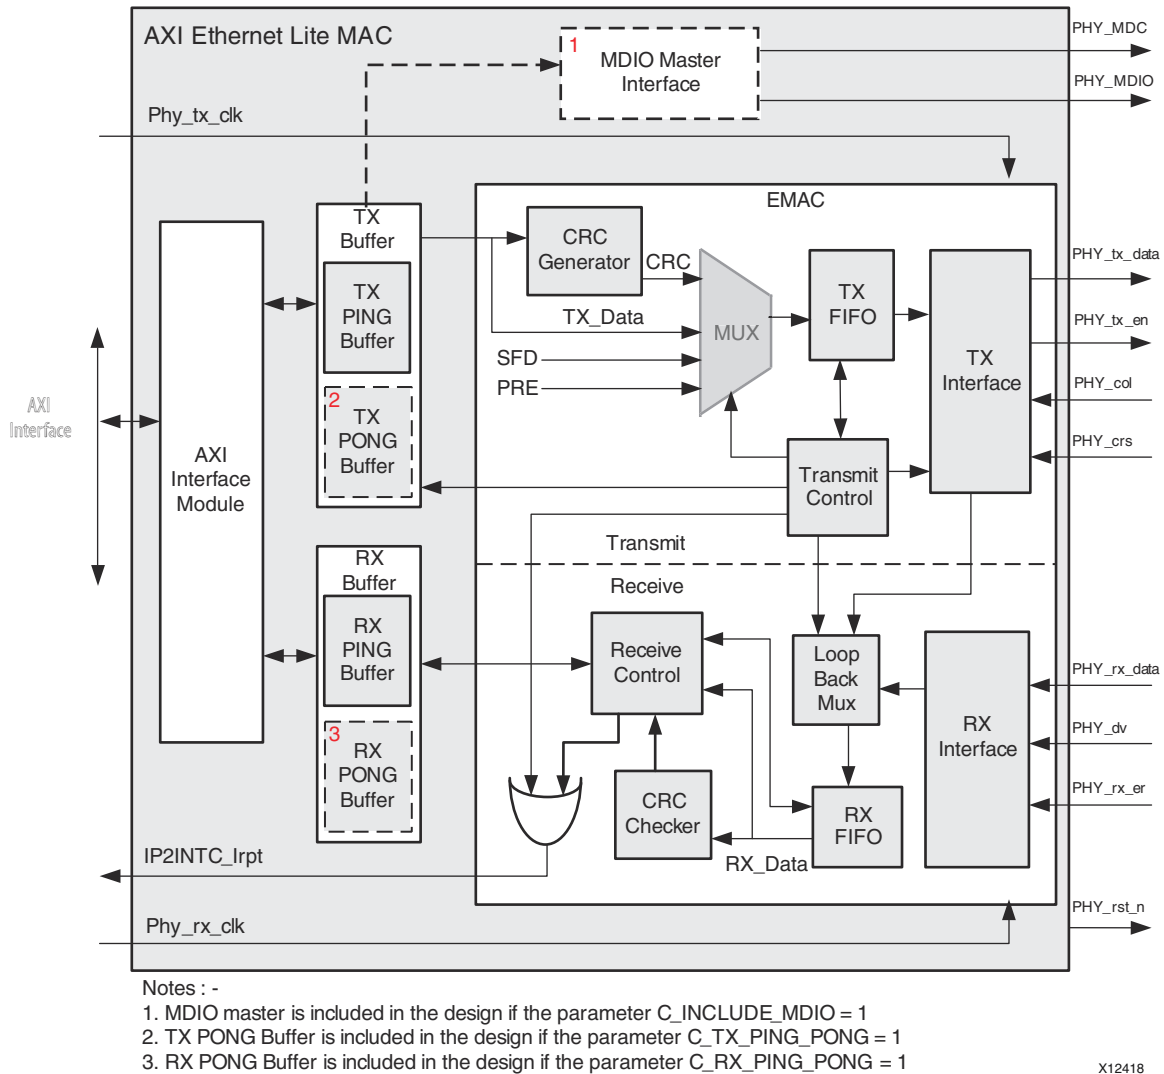 AXI Ethernet Lite MAC
1
MDIO Master
Interface
PHY_MDC
PHY_MDIO
Phy_tx_clk
EMAC
TX
Buffer
TX
PING
Buffer
2
TX
PONG
Buffer
CRC
Generator
CRC
TX_Data
SFD
PRE
MUX
TX
FIFO
TX
Interface
PHY_tx_data
PHY_tx_en
PHY_col
PHY_crs
Transmit
Control
AXI
Interface
AXI
Interface
Module
Transmit
Receive
RX
Buffer
RX
PING
Buffer
3
RX
PONG
Buffer
Receive
Control
Loop
Back
Mux
RX
Interface
PHY_rx_data
PHY_dv
PHY_rx_er
CRC
Checker
RX
FIFO
RX_Data
IP2INTC_Irpt
Phy_rx_clk
PHY_rst_n
Notes : -
1. MDIO master is included in the design if the parameter C_INCLUDE_MDIO = 1
2. TX PONG Buffer is included in the design if the parameter C_TX_PING_PONG = 1
3. RX PONG Buffer is included in the design if the parameter C_RX_PING_PONG = 1
X12418